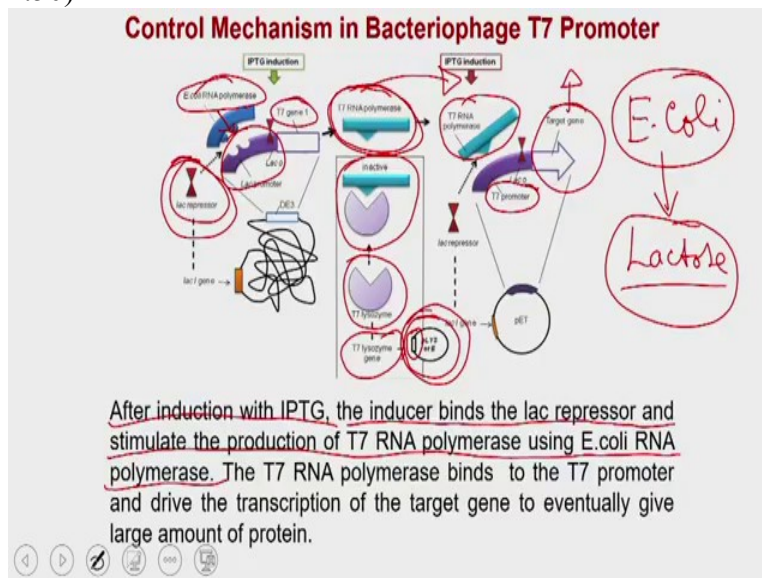 Control Mechanism in Bacteriophage T7 Promoter
IPTG induction
IPTG induction
E.coli RNA polymerase
T7 gene 1
T7 RNA polymerase
T7 RNA
polymerase
Target gene
E. Coli
Lac o
Lac promoter
inactive
Lac o
T7 promoter
lac repressor
DE3
lac repressor
Lactose
lac I gene
T7 lysozyme
lac I gene
pET
T7 lysozyme
gene
or E
After induction with IPTG, the inducer binds the lac repressor and
stimulate the production of T7 RNA polymerase using E.coli RNA
polymerase. The T7 RNA polymerase binds to the T7 promoter
and drive the transcription of the target gene to eventually give
large amount of protein.